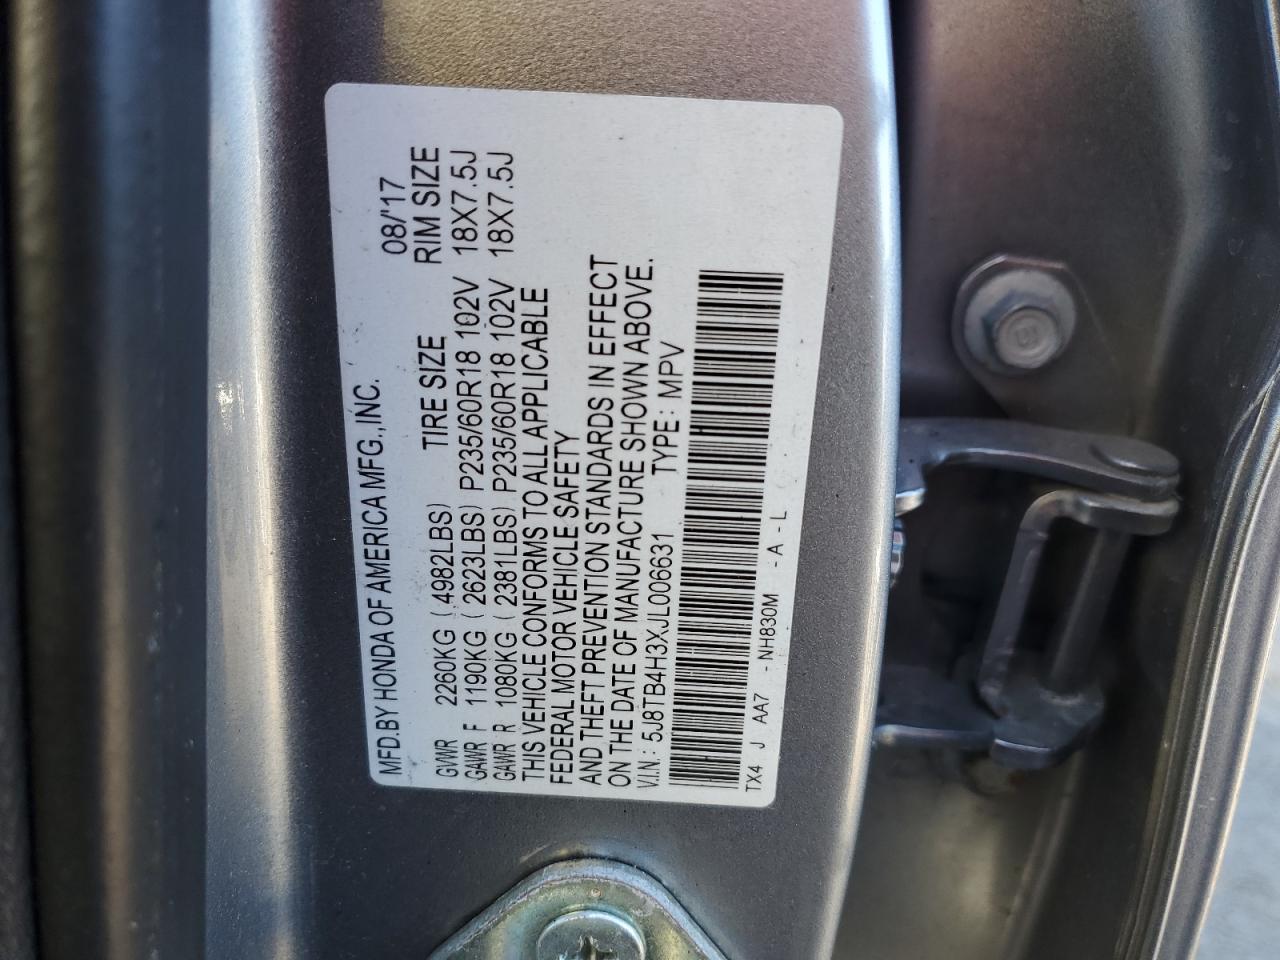 MFD.BY HONDA OF AMERICA MFG.,INC. 08/'17
TIRE SIZE RIM SIZE
GVWR 2260KG ( 4982LBS)
GAWR F 1190KG ( 2623LBS) P235/60R18 102V 18X7.5J
GAWR R 1080KG ( 2381LBS) P235/60R18 102V 18X7.5J
THIS VEHICLE CONFORMS TO ALL APPLICABLE
FEDERAL MOTOR VEHICLE SAFETY
AND THEFT PREVENTION STANDARDS IN EFFECT
ON THE DATE OF MANUFACTURE SHOWN ABOVE.
V.I.N.: 5J8TB4H3XJL006631 TYPE: MPV
TX4 J AA7 - NH830M - A - L